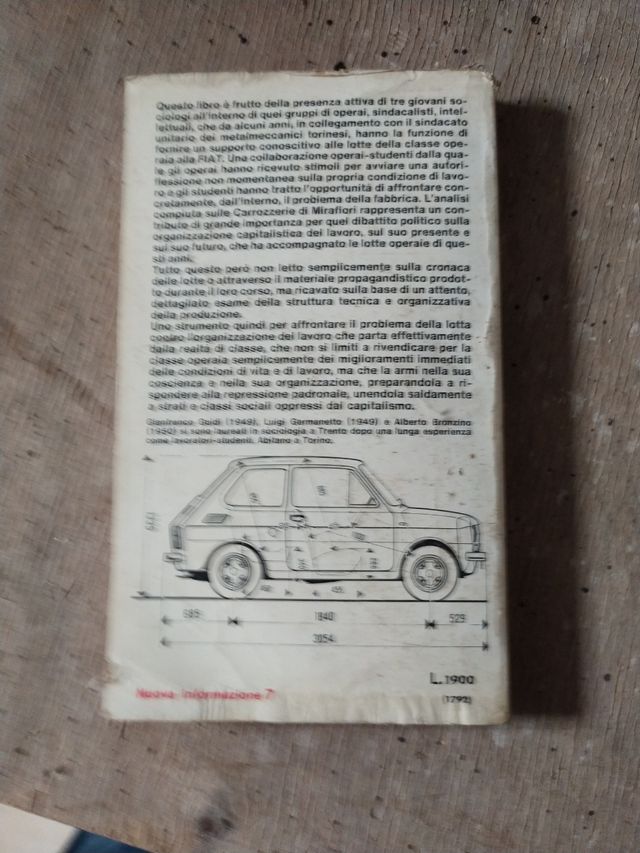 Questo libro è frutto della presenza attiva di tre giovani so-
ciologi all'interno di quei gruppi di operai, sindacalisti, intel-
lettuali, che da alcuni anni, in collegamento con il sindacato
unitario dei metalmeccanici torinesi, hanno la funzione di
fornire un supporto conoscitivo alle lotte della classe ope-
raia alla FIAT. Una collaborazione operai-studenti dalla qua-
le gli operai hanno ricevuto stimoli per avviare una autori-
flessione non momentanea sulla propria condizione di lavo-
ro e gli studenti hanno tratto l'opportunità di affrontare con-
cretamente, dall'interno, il problema della fabbrica. L'analisi
compiuta sulle Carrozzerie di Mirafiori rappresenta un con-
tributo di grande importanza per quel dibattito politico sulla
organizzazione capitalistica del lavoro, sul suo presente e
sul suo futuro, che ha accompagnato le lotte operaie di que-
sti anni.
Tutto questo però non letto semplicemente sulla cronaca
delle lotte o attraverso il materiale propagandistico prodot-
to durante il loro corso, ma ricavato sulla base di un attento,
dettagliato esame della struttura tecnica e organizzativa
della produzione.
Uno strumento quindi per affrontare il problema della lotta
contro l'organizzazione del lavoro che parta effettivamente
dalla realtà di classe, che non si limiti a rivendicare per la
classe operaia semplicemente dei miglioramenti immediati
delle condizioni di vita e di lavoro, ma che la armi nella sua
coscienza e nella sua organizzazione, preparandola a ri-
spondere alla repressione padronale, unendola saldamente
a strati e classi sociali oppressi dal capitalismo.
Gianfranco Guidi (1949), Luigi Germanetto (1949) e Alberto Bronzino
(1950) si sono laureati in sociologia a Trento dopo una lunga esperienza
come lavoratori-studenti. Abitano a Torino.
685 1840 529
3054
L. 1900
Nuova Informazione 7
(1792)